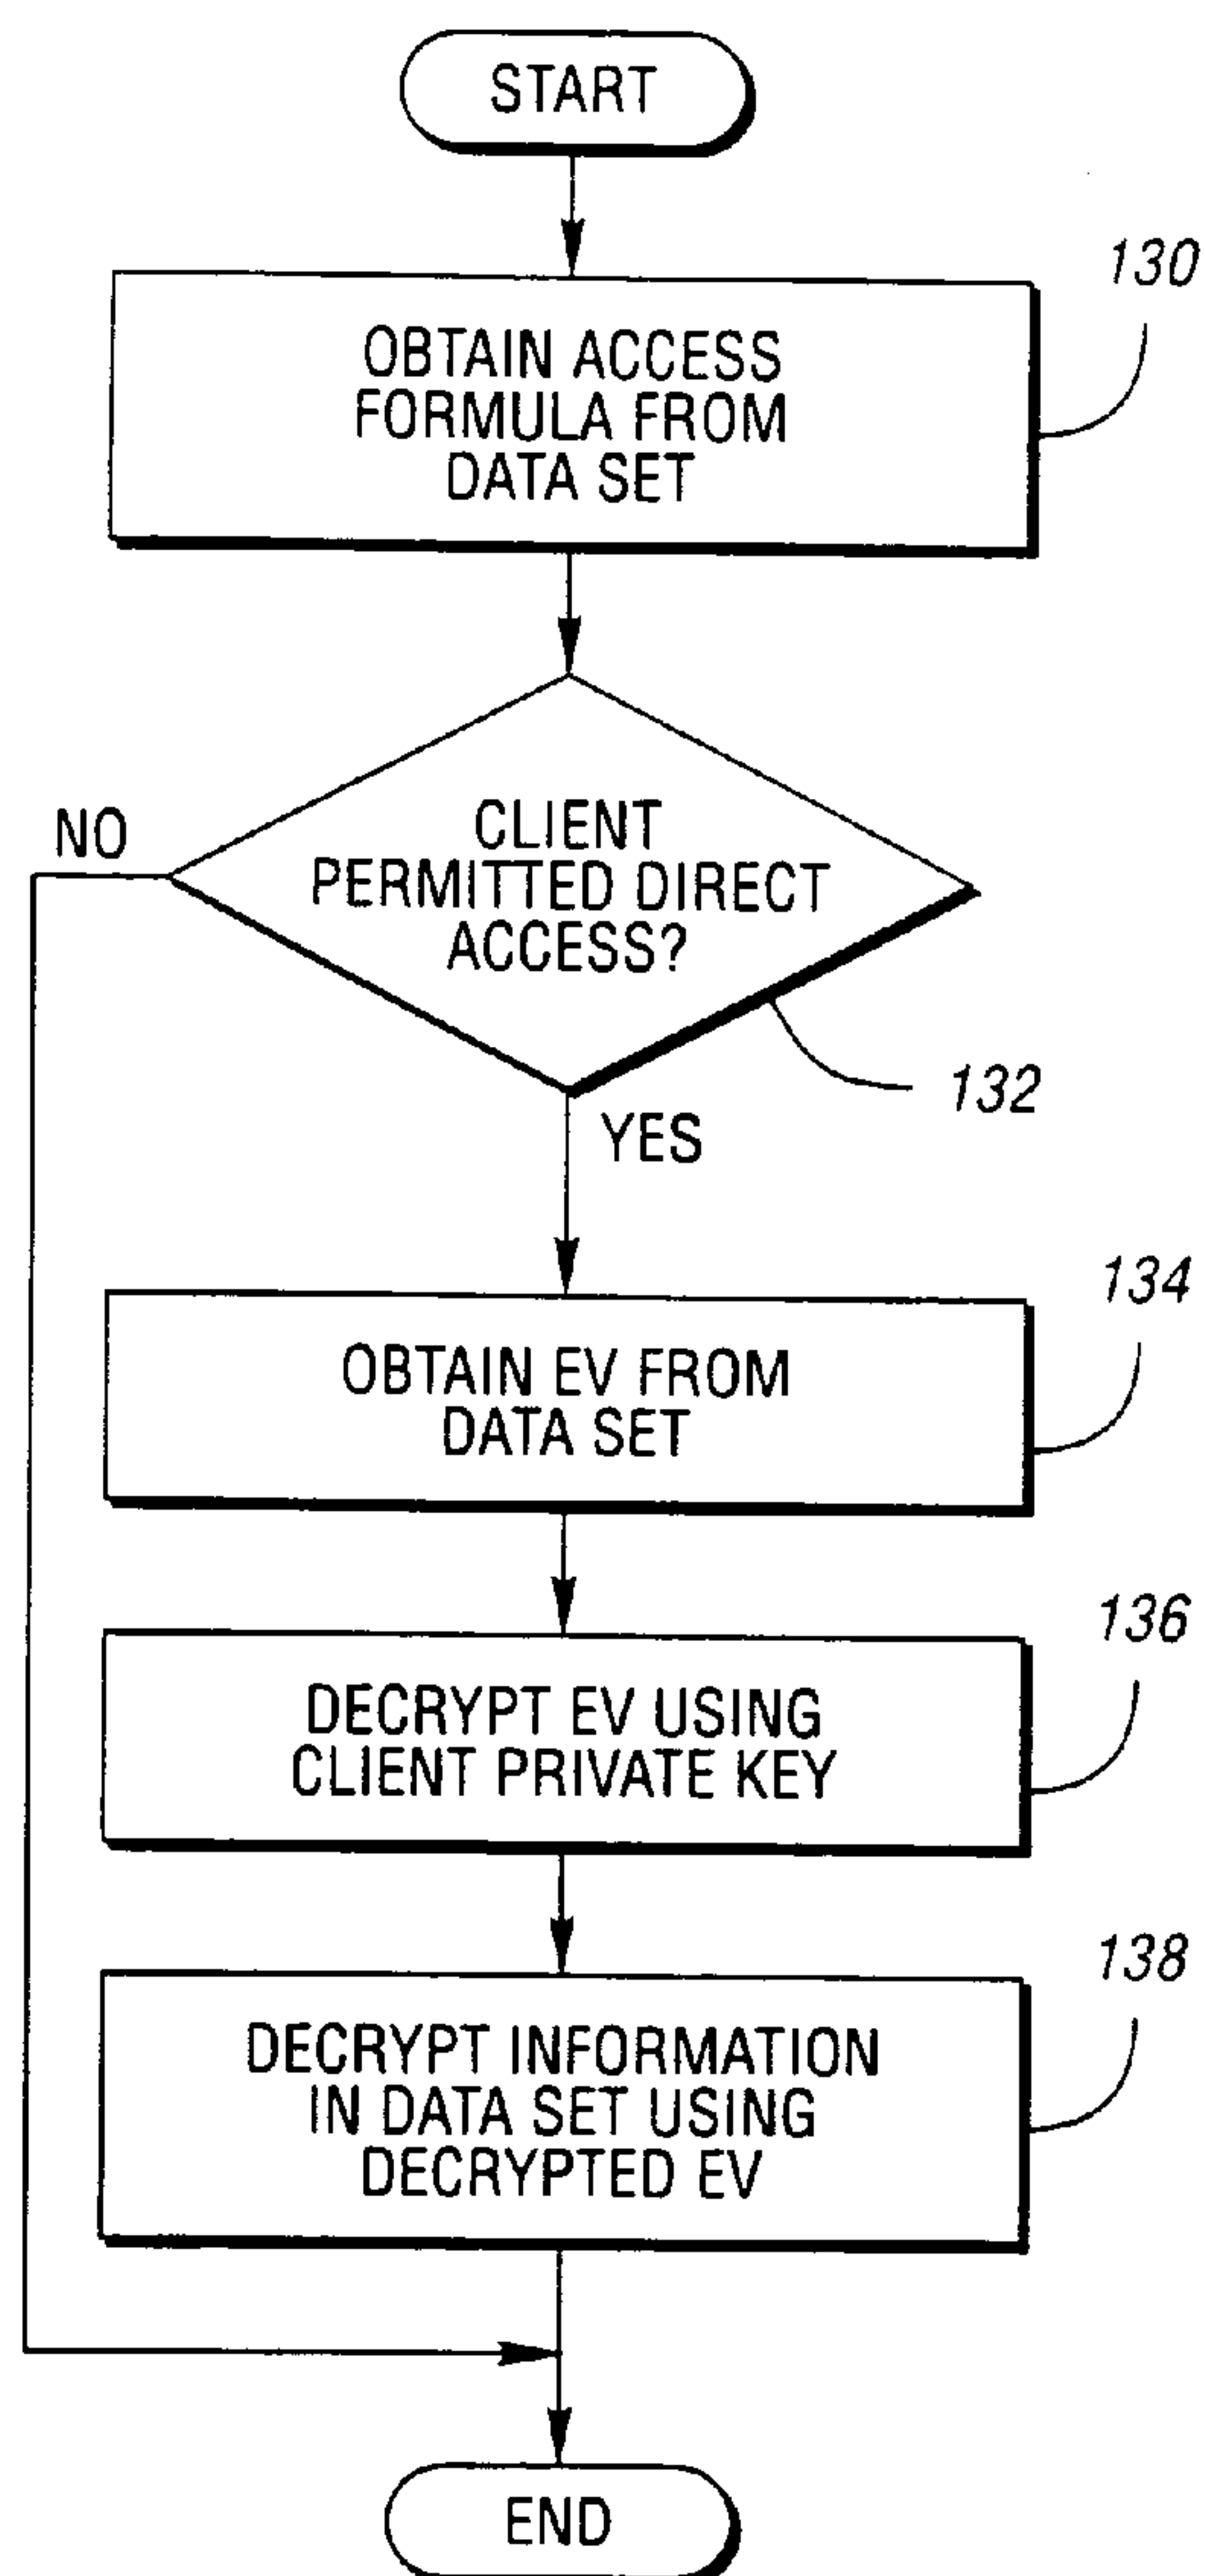 START
130
OBTAIN ACCESS
FORMULA FROM
DATA SET
NO
CLIENT
PERMITTED DIRECT
ACCESS?
132
YES
134
OBTAIN EV FROM
DATA SET
136
DECRYPT EV USING
CLIENT PRIVATE KEY
138
DECRYPT INFORMATION
IN DATA SET USING
DECRYPTED EV
END